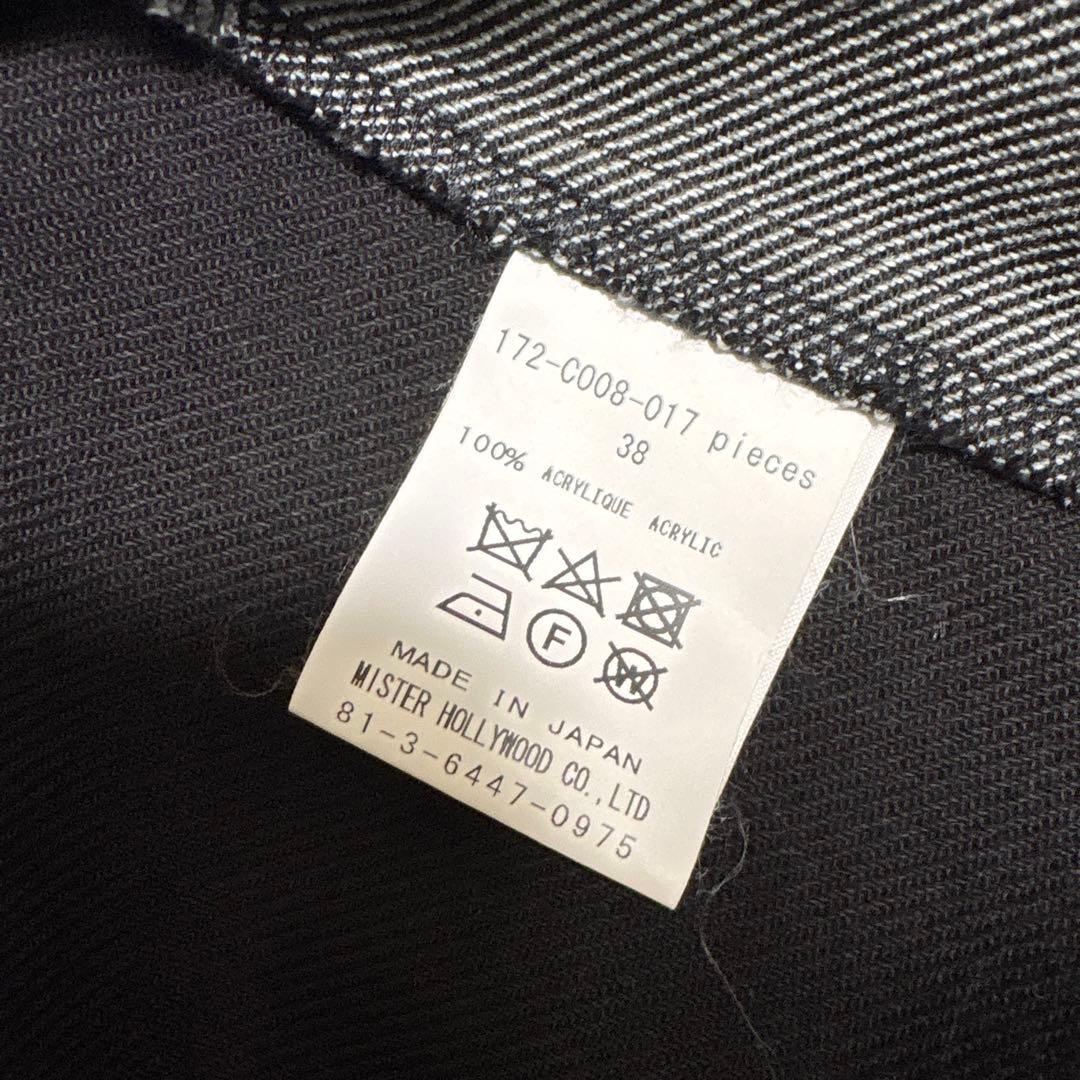 172-C008-017 pieces
38
100% ACRYLIQUE ACRYLIC
F W
MADE IN JAPAN
MISTER HOLLYWOOD CO.,LTD
81-3-6447-0975